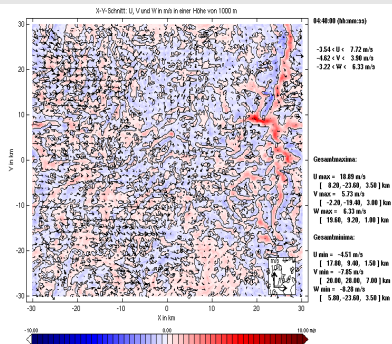 X-Y-Schnitt: U, V und W in m/s in einer Höhe von 1000 m
04:40:00 (hh:mm:ss)
-3.54 < U < 7.72 m/s
-4.62 < V < 3.90 m/s
-3.22 < W < 6.33 m/s
Gesamtmaxima:
U max = 18.89 m/s
[ 8.20, -23.60, 3.50 ] km
V max = 5.73 m/s
[ -2.20, -19.40, 3.00 ] km
W max = 6.33 m/s
[ 19.60, 9.20, 1.00 ] km
Gesamtminima:
U min = -4.51 m/s
[ 17.80, 9.40, 1.50 ] km
V min = -7.85 m/s
[ 20.00, 20.00, 7.00 ] km
W min = -8.28 m/s
[ 5.80, -23.60, 3.50 ] km
Y in km
30
20
10
0
-10
-20
-30
-30
-20
-10
0
10
20
30
X in km
-10.00
0.00
10.00 m/s